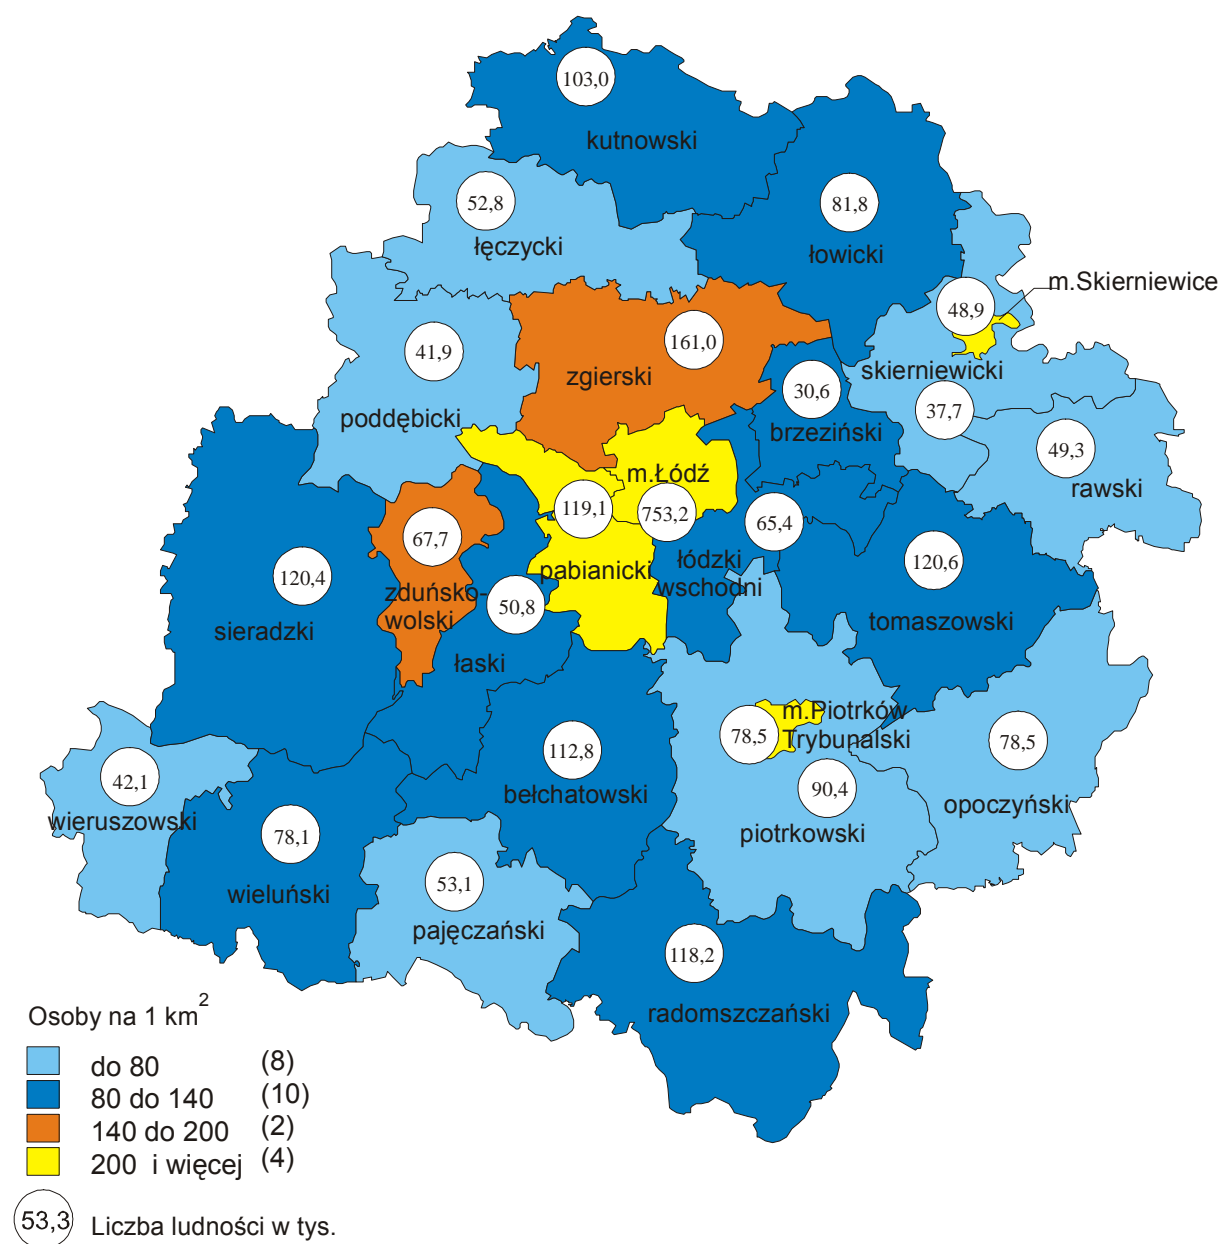 103,0
kutnowski
52,8
łęczycki
81,8
łowicki
m.Skierniewice
48,9
skierniewicki
37,7
41,9
poddębicki
161,0
zgierski
30,6
brzeziński
49,3
rawski
m.Łódź
753,2
119,1
pabianicki
65,4
łódzki
wschodni
67,7
zduńsko-
wolski
50,8
łaski
120,4
sieradzki
120,6
tomaszowski
m.Piotrków
Trybunalski
78,5
90,4
piotrkowski
78,5
opoczyński
112,8
bełchatowski
42,1
wieruszowski
78,1
wieluński
53,1
pajęczański
118,2
radomszczański
Osoby na 1 km²
do 80 (8)
80 do 140 (10)
140 do 200 (2)
200 i więcej (4)
53,3 Liczba ludności w tys.